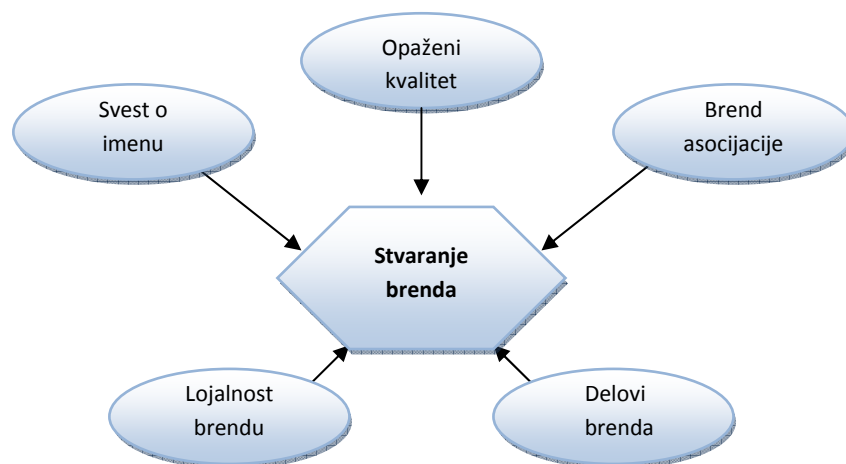 Opaženi
kvalitet
Svest o
imenu
Brend
asocijacije
Stvaranje
brenda
Lojalnost
brendu
Delovi
brenda